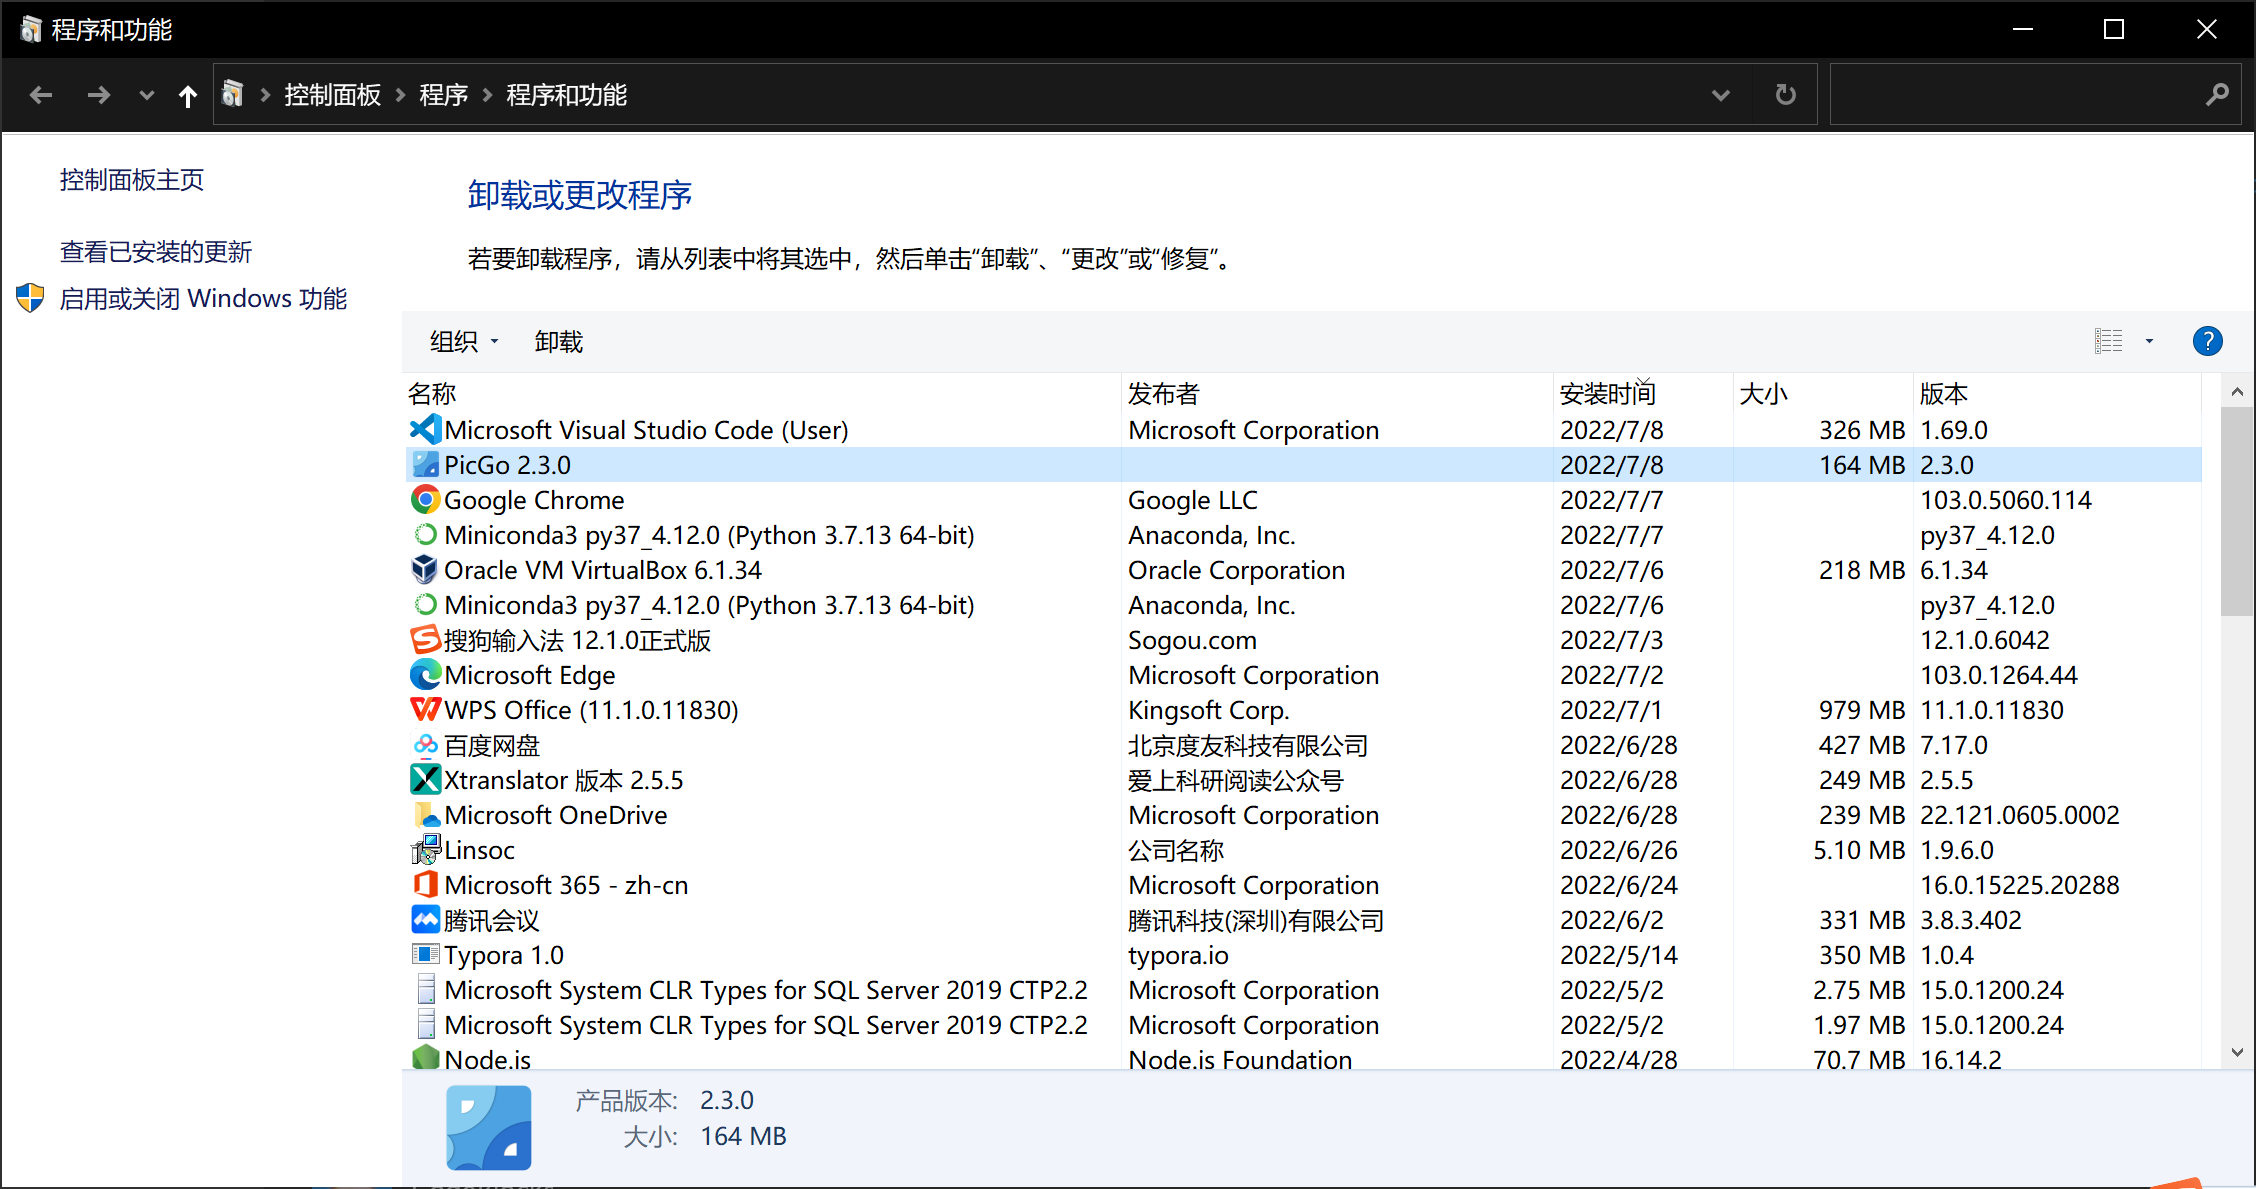 程序和功能
控制面板 程序 程序和功能
控制面板主页
查看已安装的更新
启用或关闭 Windows 功能
卸载或更改程序
若要卸载程序，请从列表中将其选中，然后单击“卸载”、“更改”或“修复”。
组织 卸载
名称 发布者 安装时间 大小 版本
Microsoft Visual Studio Code (User) Microsoft Corporation 2022/7/8 326 MB 1.69.0
PicGo 2.3.0 2022/7/8 164 MB 2.3.0
Google Chrome Google LLC 2022/7/7 103.0.5060.114
Miniconda3 py37_4.12.0 (Python 3.7.13 64-bit) Anaconda, Inc. 2022/7/7 py37_4.12.0
Oracle VM VirtualBox 6.1.34 Oracle Corporation 2022/7/6 218 MB 6.1.34
Miniconda3 py37_4.12.0 (Python 3.7.13 64-bit) Anaconda, Inc. 2022/7/6 py37_4.12.0
搜狗输入法 12.1.0正式版 Sogou.com 2022/7/3 12.1.0.6042
Microsoft Edge Microsoft Corporation 2022/7/2 103.0.1264.44
WPS Office (11.1.0.11830) Kingsoft Corp. 2022/7/1 979 MB 11.1.0.11830
百度网盘 北京度友科技有限公司 2022/6/28 427 MB 7.17.0
Xtranslator 版本 2.5.5 爱上科研阅读公众号 2022/6/28 249 MB 2.5.5
Microsoft OneDrive Microsoft Corporation 2022/6/28 239 MB 22.121.0605.0002
Linsoc 公司名称 2022/6/26 5.10 MB 1.9.6.0
Microsoft 365 - zh-cn Microsoft Corporation 2022/6/24 16.0.15225.20288
腾讯会议 腾讯科技(深圳)有限公司 2022/6/2 331 MB 3.8.3.402
Typora 1.0 typora.io 2022/5/14 350 MB 1.0.4
Microsoft System CLR Types for SQL Server 2019 CTP2.2 Microsoft Corporation 2022/5/2 2.75 MB 15.0.1200.24
Microsoft System CLR Types for SQL Server 2019 CTP2.2 Microsoft Corporation 2022/5/2 1.97 MB 15.0.1200.24
Node.js Node.js Foundation 2022/4/28 70.7 MB 16.14.2
产品版本: 2.3.0
大小: 164 MB